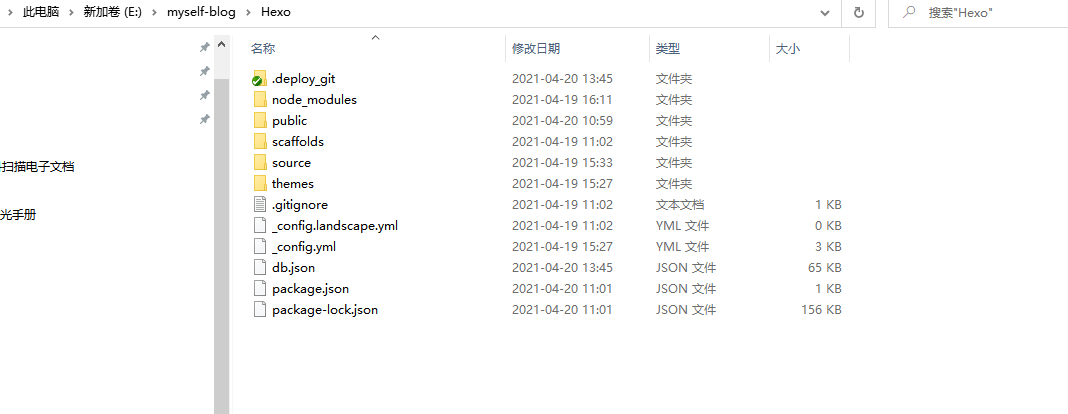 此电脑 > 新加卷 (E:) > myself-blog > Hexo
搜索"Hexo"
名称 修改日期 类型 大小
.deploy_git 2021-04-20 13:45 文件夹
node_modules 2021-04-19 16:11 文件夹
public 2021-04-20 10:59 文件夹
scaffolds 2021-04-19 11:02 文件夹
source 2021-04-19 15:33 文件夹
themes 2021-04-19 15:27 文件夹
.gitignore 2021-04-19 11:02 文本文档 1 KB
_config.landscape.yml 2021-04-19 11:02 YML 文件 0 KB
_config.yml 2021-04-19 15:27 YML 文件 3 KB
db.json 2021-04-20 13:45 JSON 文件 65 KB
package.json 2021-04-20 11:01 JSON 文件 1 KB
package-lock.json 2021-04-20 11:01 JSON 文件 156 KB
扫描电子文档
光手册